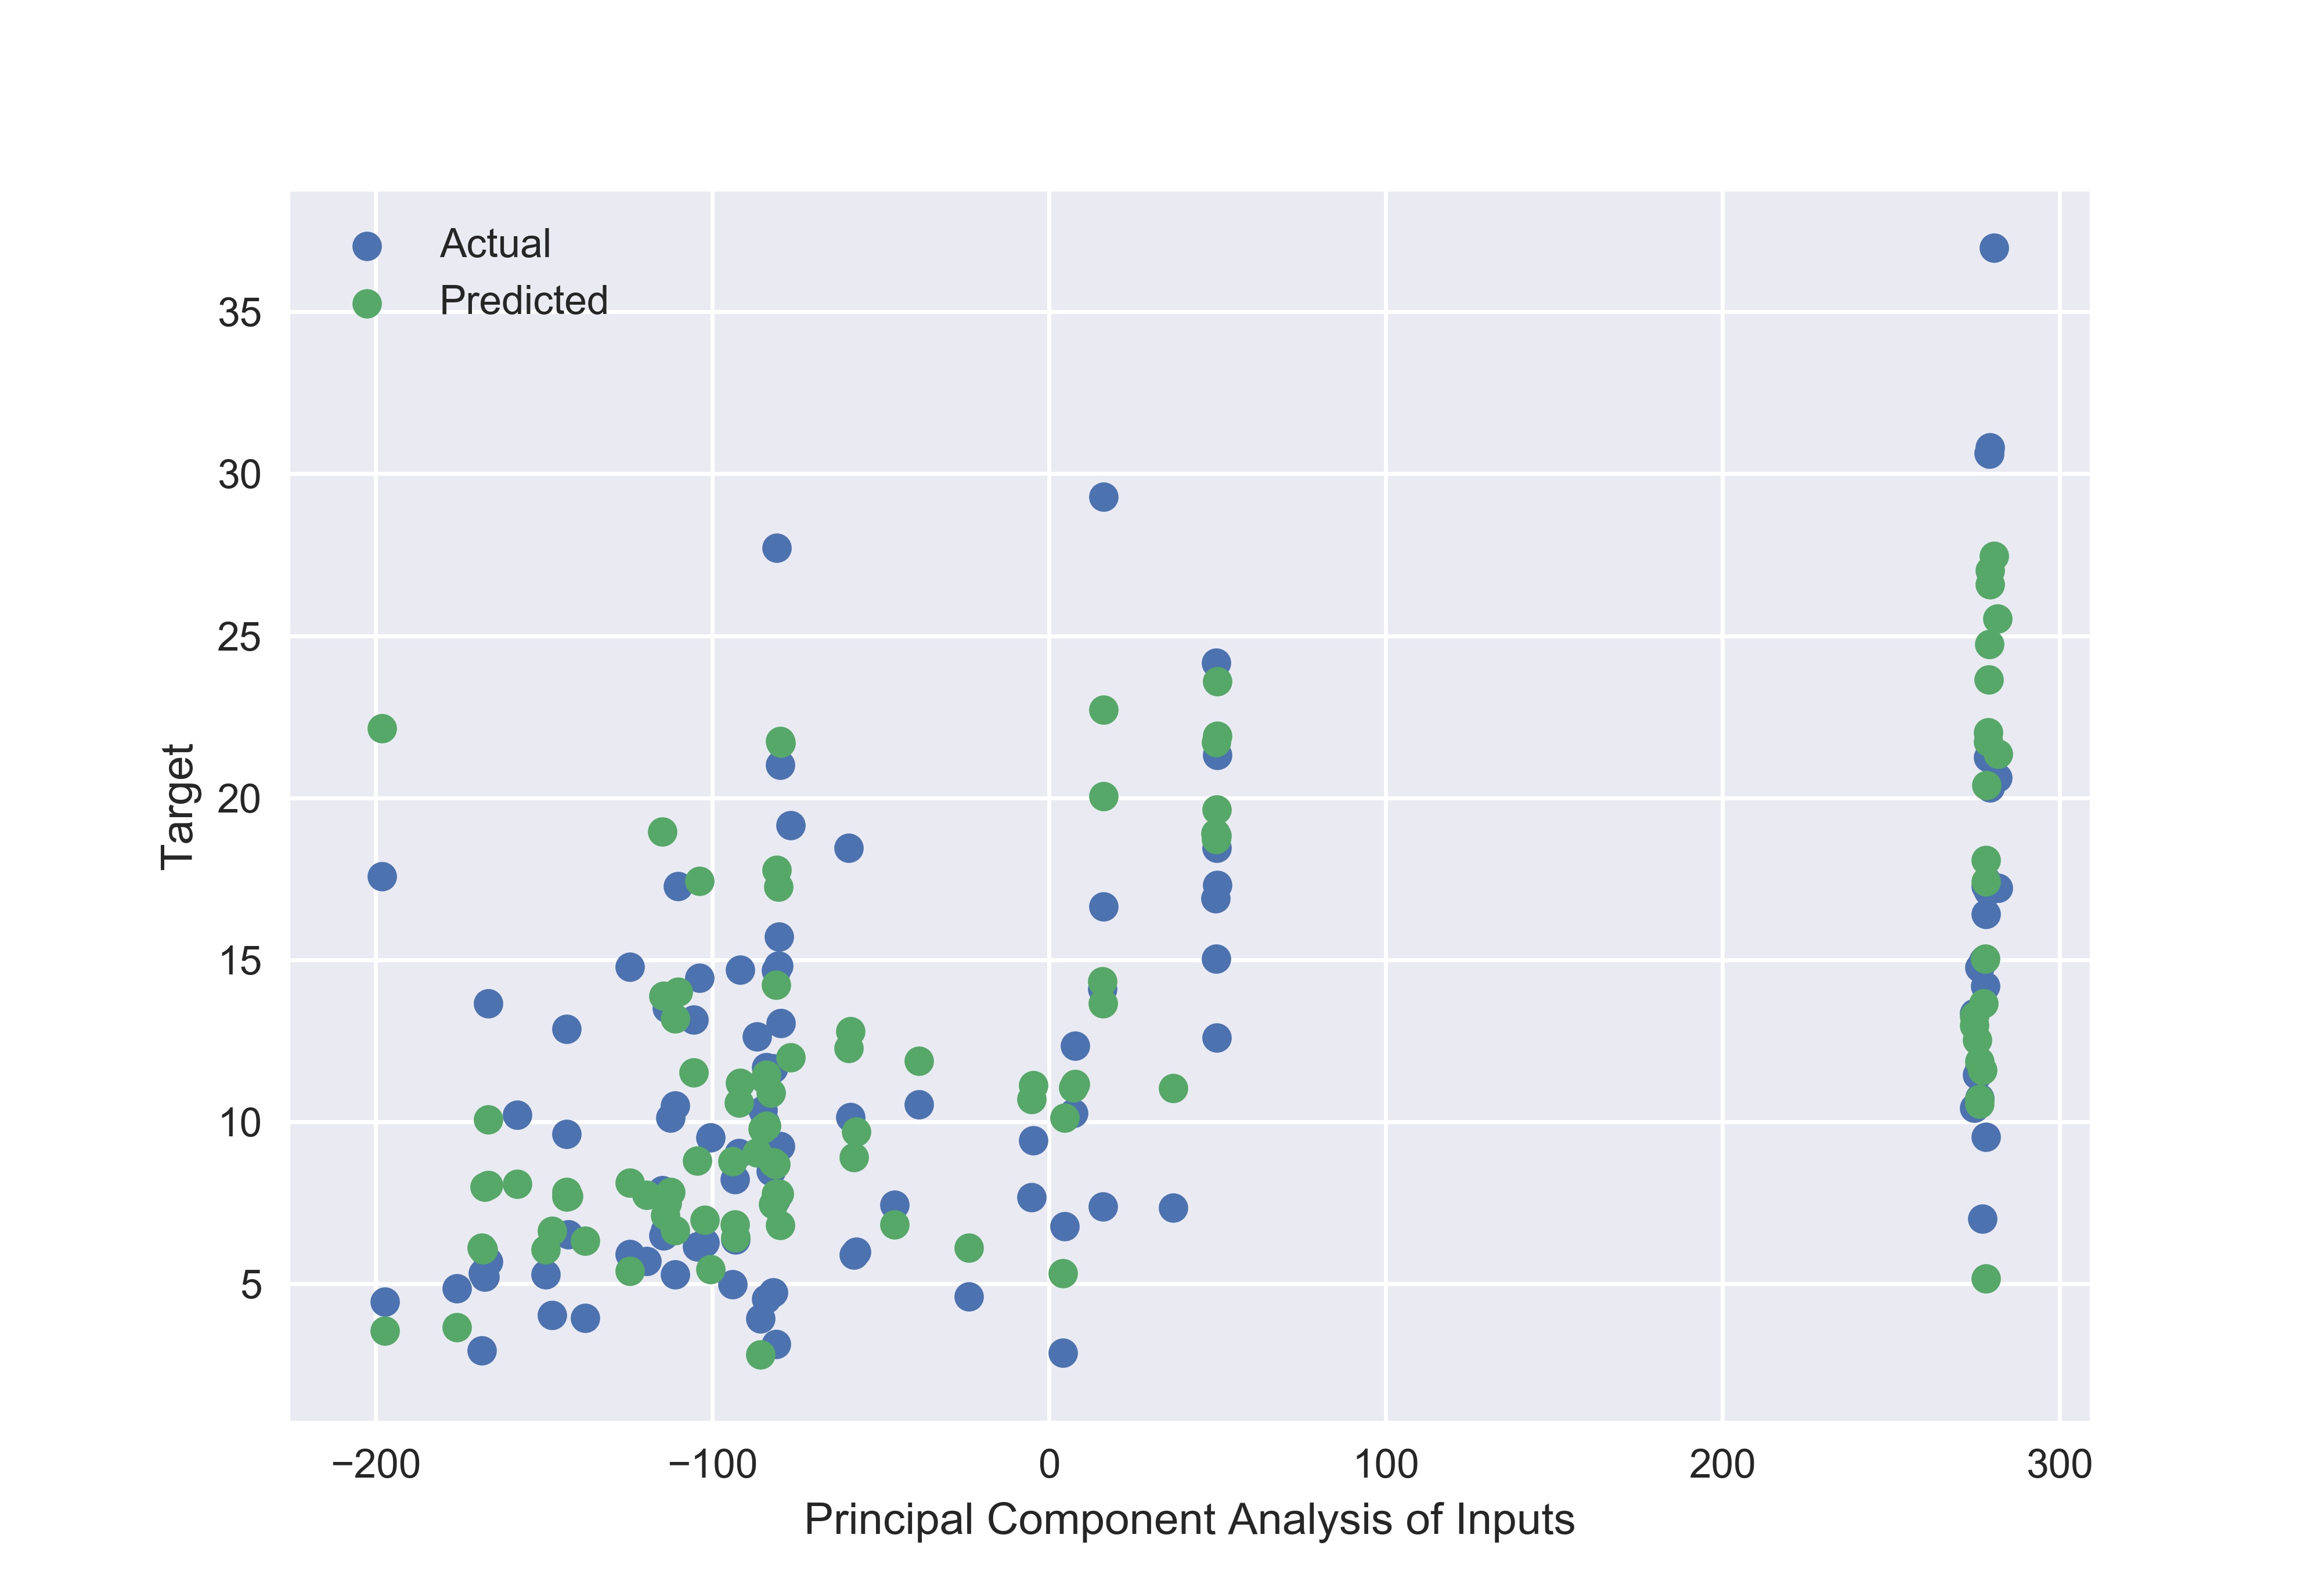 Actual
Predicted
35
30
25
20
15
10
5
Target
−200 −100 0 100 200 300
Principal Component Analysis of Inputs